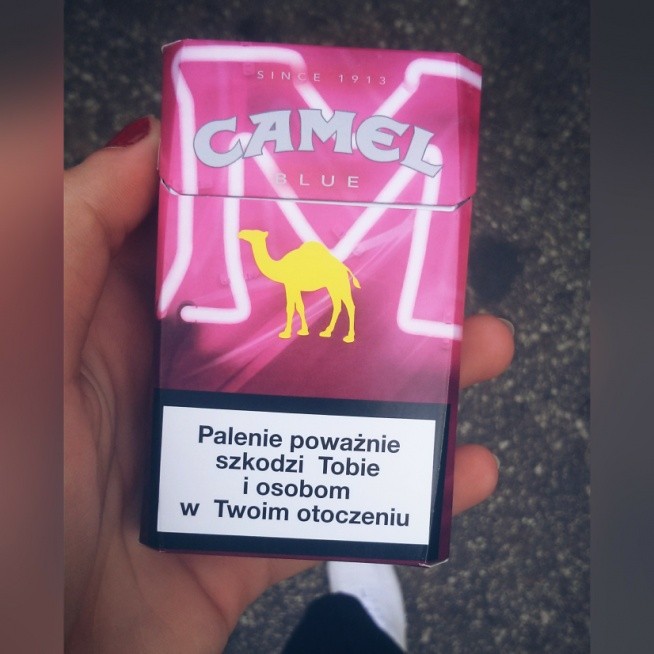 SINCE 1913
CAMEL
BLUE
Palenie poważnie
szkodzi Tobie
i osobom
w Twoim otoczeniu